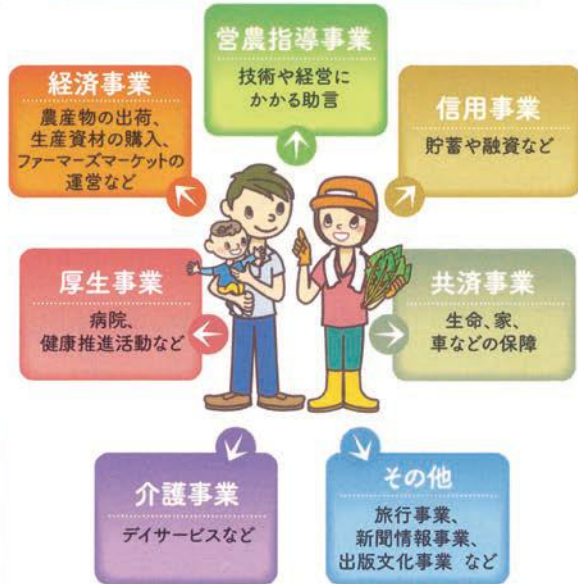 営農指導事業
技術や経営に
かかる助言
経済事業
農産物の出荷、
生産資材の購入、
ファーマーズマーケットの
運営など
信用事業
貯蓄や融資など
厚生事業
病院、
健康推進活動など
共済事業
生命、家、
車などの保障
介護事業
デイサービスなど
その他
旅行事業、
新聞情報事業、
出版文化事業 など